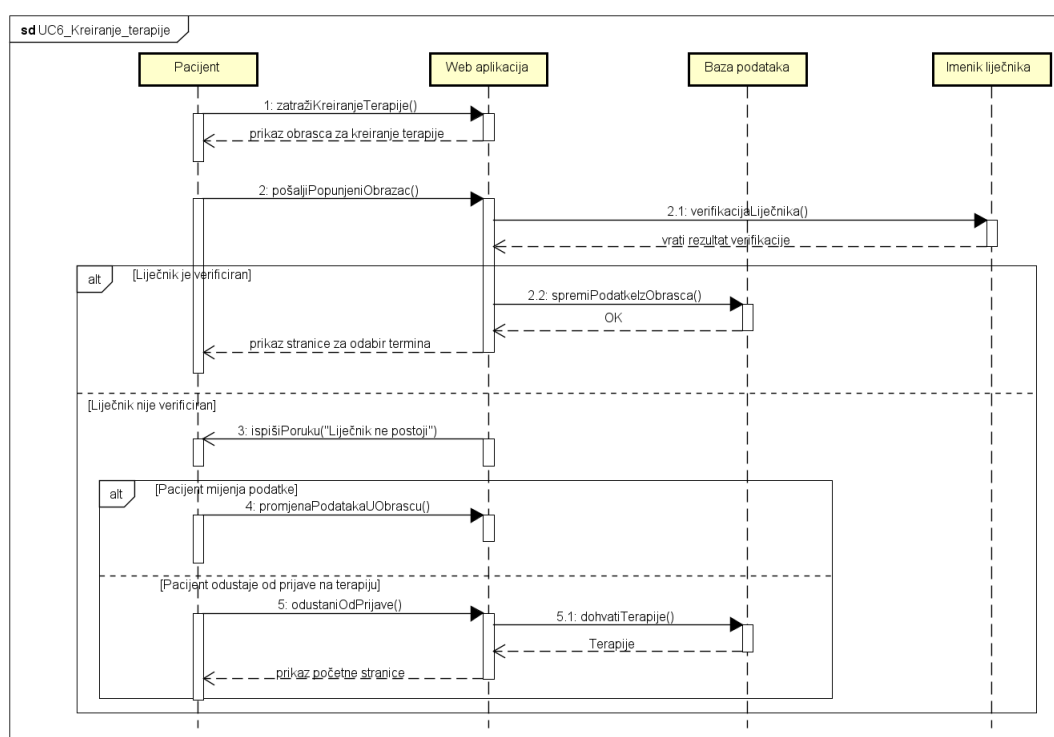 sd UC6_Kreiranje_terapije
Pacijent
Web aplikacija
Baza podataka
Imenik liječnika
1: zatražiKreiranjeTerapije()
prikaz obrasca za kreiranje terapije
2: pošaljiPopunjeniObrazac()
2.1: verifikacijaLiječnika()
vrati rezultat verifikacije
alt
[Liječnik je verificiran]
2.2: spremiPodatkeIzObrasca()
OK
prikaz stranice za odabir termina
[Liječnik nije verificiran]
3: ispišiPoruku("Liječnik ne postoji")
alt
[Pacijent mijenja podatke]
4: promjenaPodatakaUObrascu()
[Pacijent odustaje od prijave na terapiju]
5: odustaniOdPrijave()
5.1: dohvatiTerapije()
Terapije
prikaz početne stranice